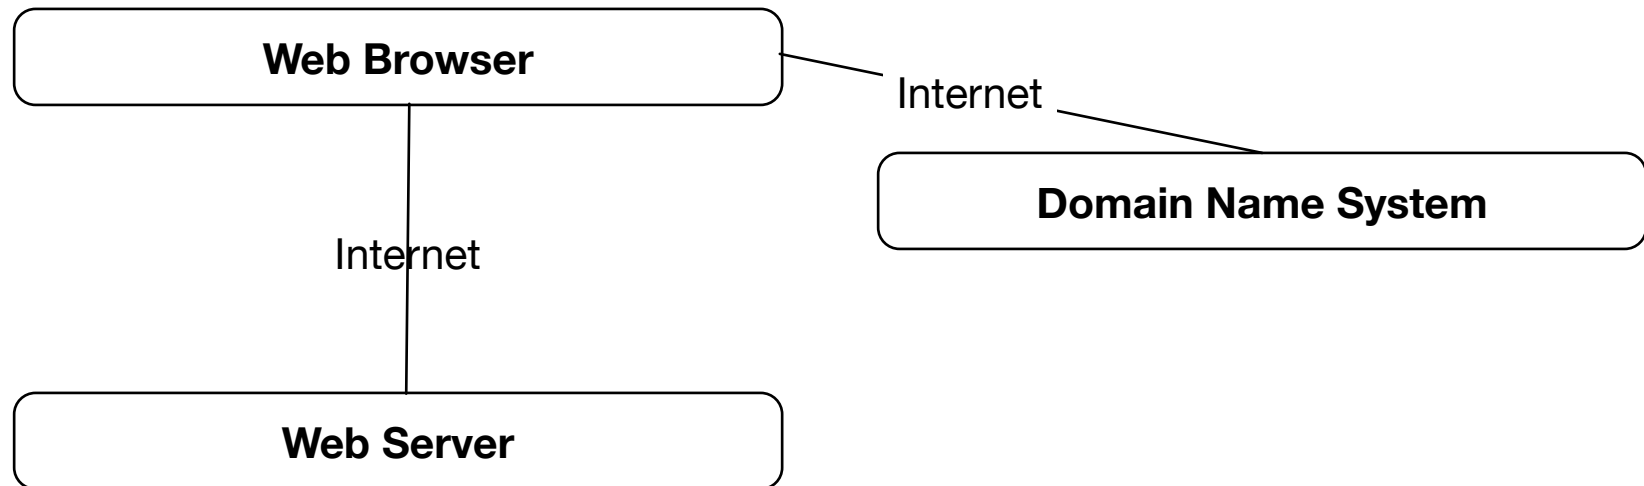 Web Browser
Internet
Domain Name System
Internet
Web Server